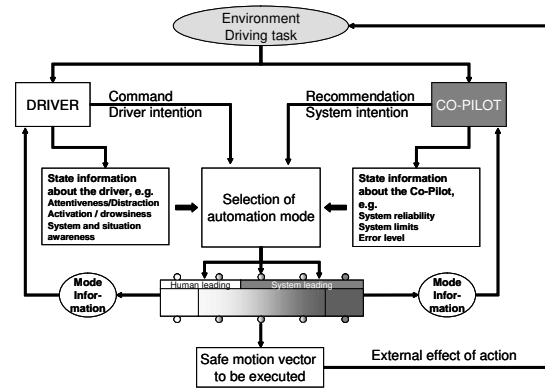 Environment
Driving task
DRIVER
Command
Driver intention
Recommendation
System intention
CO-PILOT
State information
about the driver, e.g.
Attentiveness/Distraction
Activation / drowsiness
System and situation
awareness
Selection of
automation mode
State information
about the Co-Pilot,
e.g.
System reliability
System limits
Error level
Mode
Infor-
mation
Human leading
System leading
Mode
Infor-
mation
Safe motion vector
to be executed
External effect of action